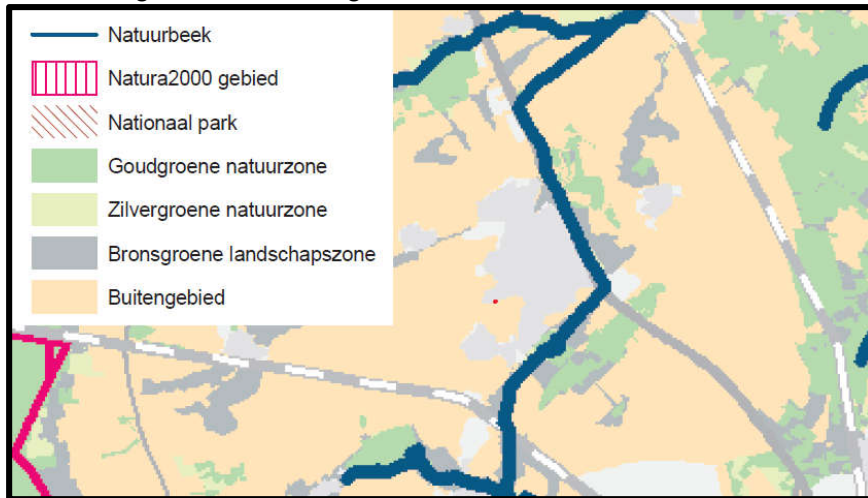 Natuurbeek
Natura2000 gebied
Nationaal park
Goudgroene natuurzone
Zilvergroene natuurzone
Bronsgroene landschapszone
Buitengebied